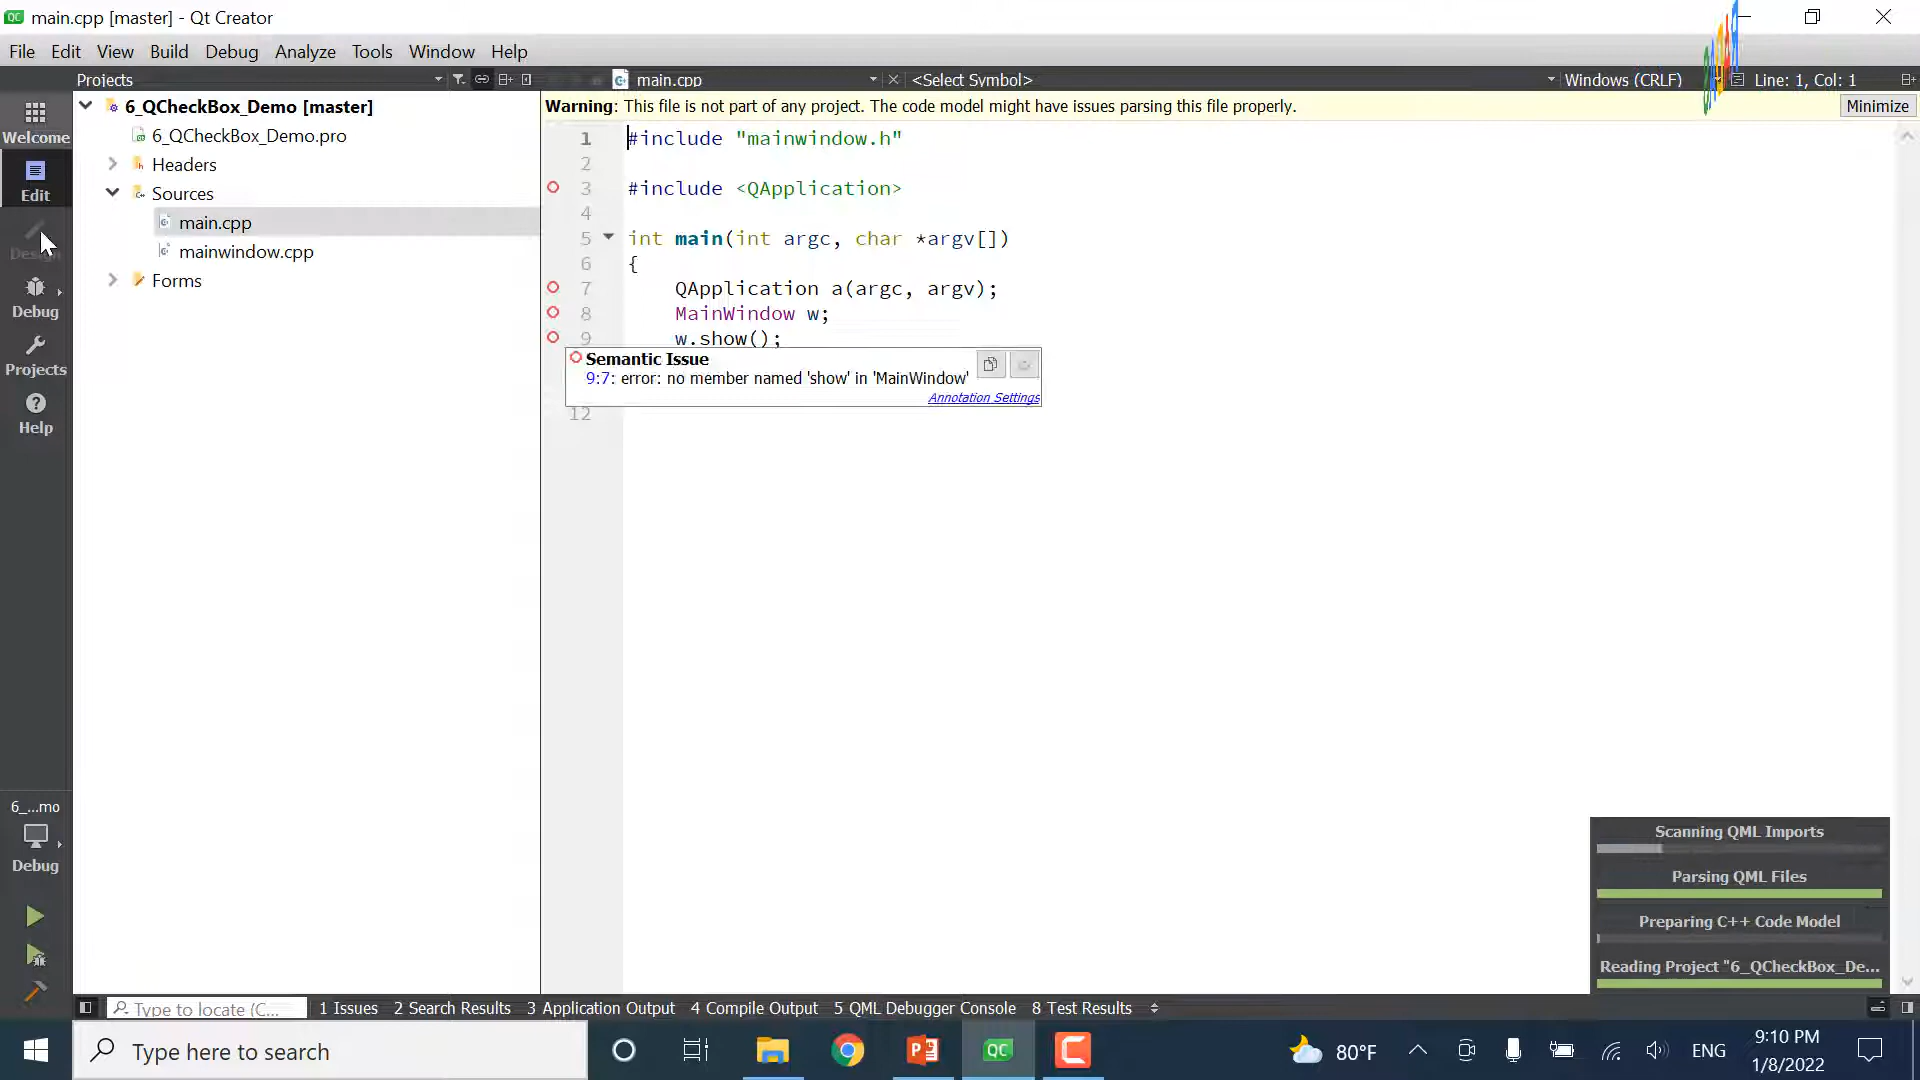 QC main.cpp [master] - Qt Creator
File Edit View Build Debug Analyze Tools Window Help
Projects main.cpp <Select Symbol> Windows (CRLF) Line: 1, Col: 1
Warning: This file is not part of any project. The code model might have issues parsing this file properly. Minimize
Welcome
Edit
Design
Debug
Projects
Help
6_QCheckBox_Demo [master]
6_QCheckBox_Demo.pro
Headers
Sources
main.cpp
mainwindow.cpp
Forms
1 #include "mainwindow.h"
2
3 #include <QApplication>
4
5 int main(int argc, char *argv[])
6 {
7 QApplication a(argc, argv);
8 MainWindow w;
9 w.show();
Semantic Issue
9:7: error: no member named 'show' in 'MainWindow'
Annotation Settings
12
6_...mo
Debug
Scanning QML Imports
Parsing QML Files
Preparing C++ Code Model
Reading Project "6_QCheckBox_De...
Type to locate (C... 1 Issues 2 Search Results 3 Application Output 4 Compile Output 5 QML Debugger Console 8 Test Results
Type here to search
P
QC
C
80°F
ENG
9:10 PM
1/8/2022